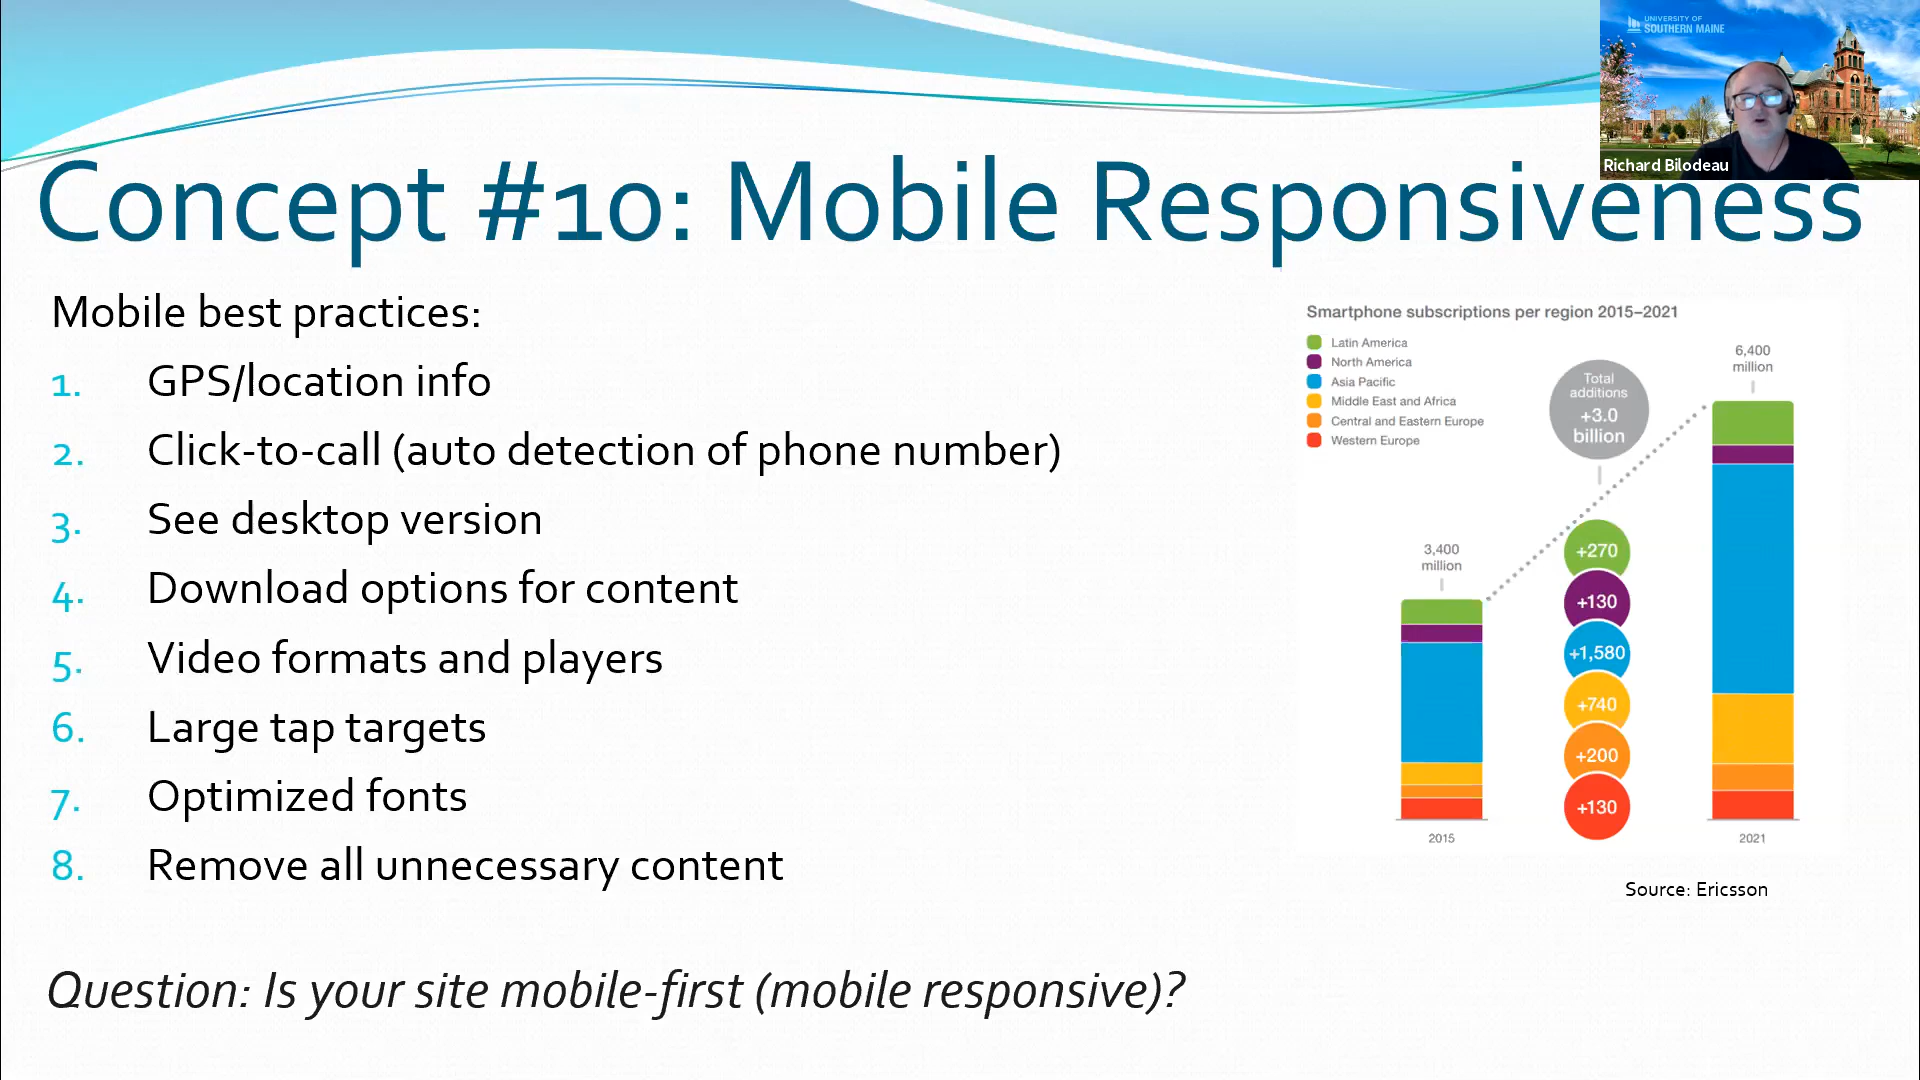 UNIVERSITY OF
SOUTHERN MAINE
Richard Bilodeau
Concept #10: Mobile Responsiveness
Mobile best practices:
1. GPS/location info
2. Click-to-call (auto detection of phone number)
3. See desktop version
4. Download options for content
5. Video formats and players
6. Large tap targets
7. Optimized fonts
8. Remove all unnecessary content
Question: Is your site mobile-first (mobile responsive)?
Smartphone subscriptions per region 2015–2021
Latin America
North America
Asia Pacific
Middle East and Africa
Central and Eastern Europe
Western Europe
3,400
million
Total
additions
+3.0
billion
6,400
million
+270
+130
+1,580
+740
+200
+130
2015
2021
Source: Ericsson